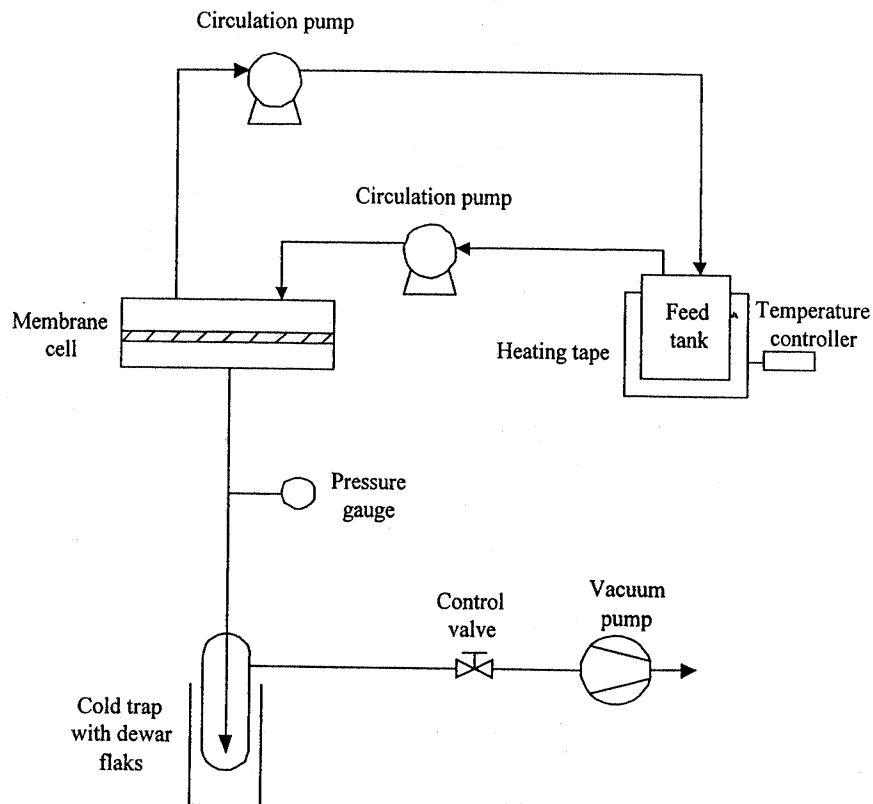 Circulation pump
Circulation pump
Membrane
cell
Feed
tank
Heating tape
Temperature
controller
Pressure
gauge
Control
valve
Vacuum
pump
Cold trap
with dewar
flaks